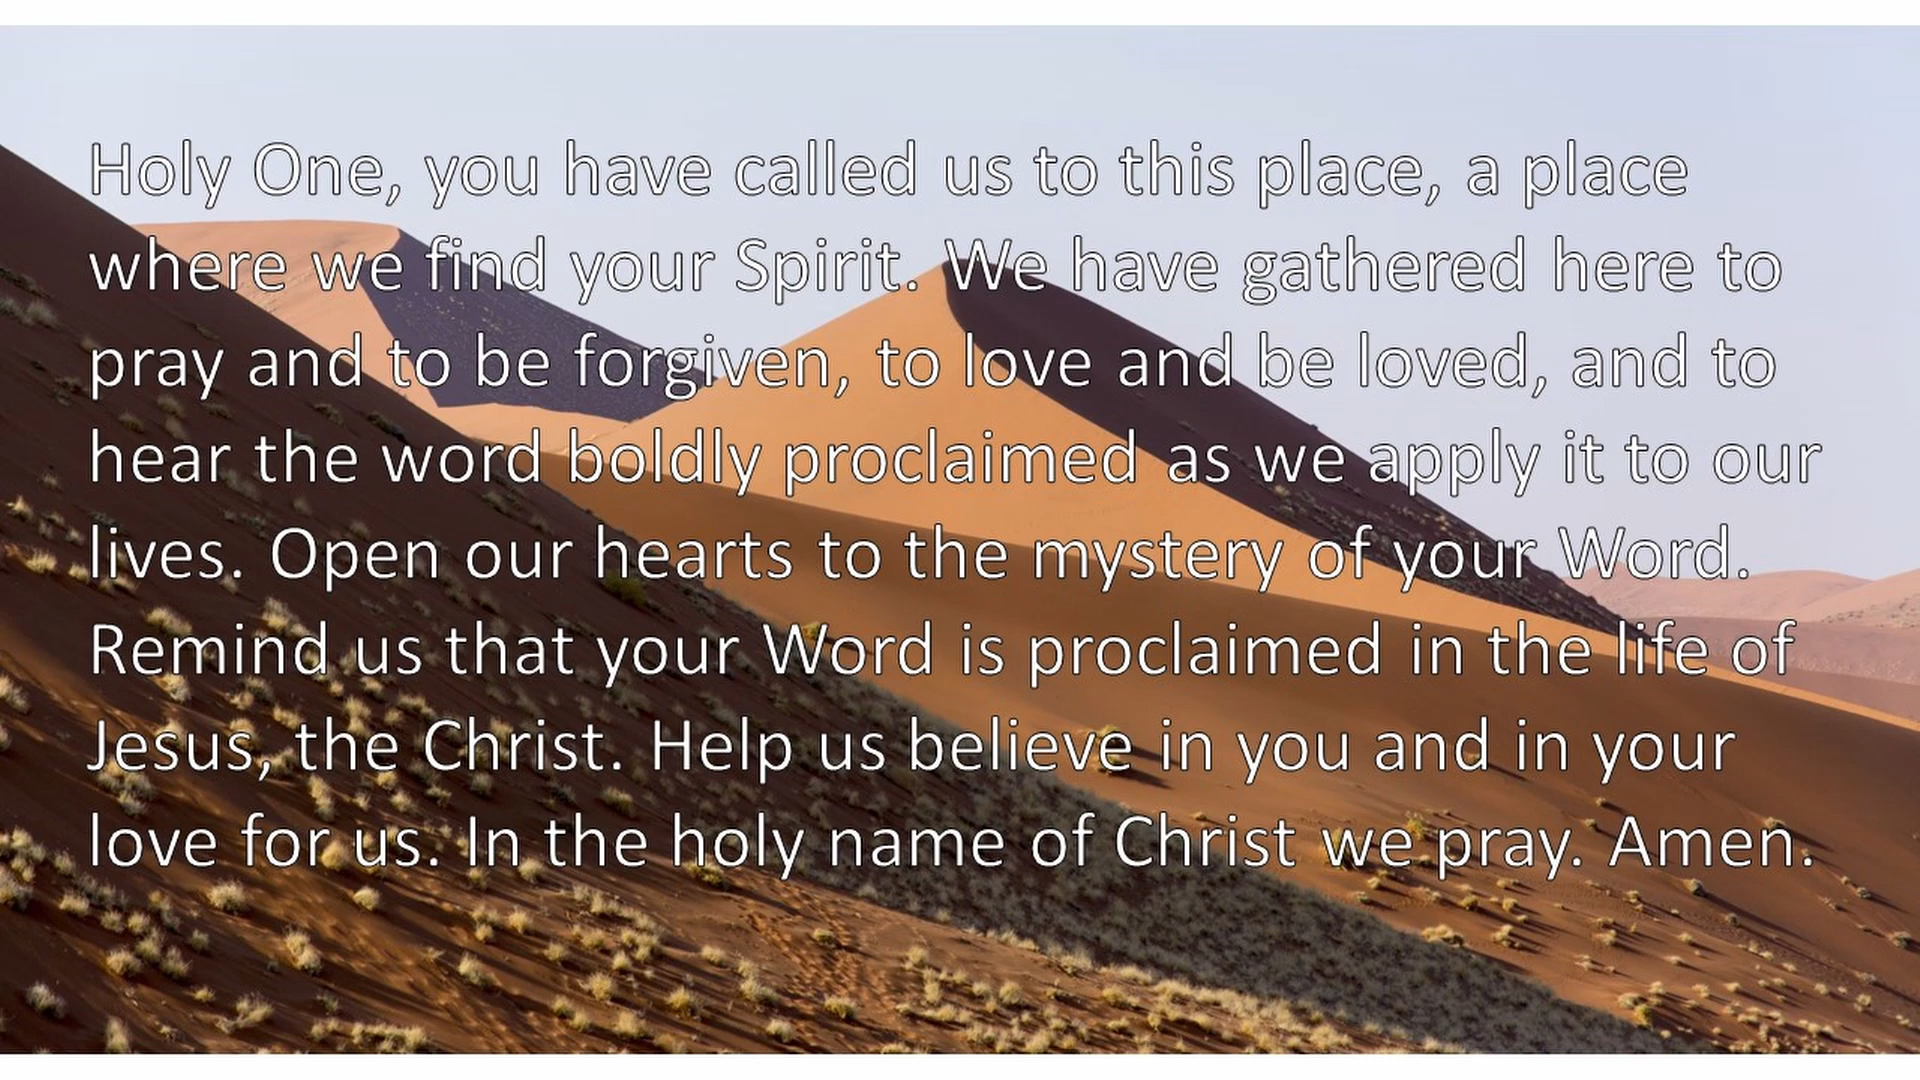 Holy One, you have called us to this place, a place
where we find your Spirit. We have gathered here to
pray and to be forgiven, to love and be loved, and to
hear the word boldly proclaimed as we apply it to our
lives. Open our hearts to the mystery of your Word.
Remind us that your Word is proclaimed in the life of
Jesus, the Christ. Help us believe in you and in your
love for us. In the holy name of Christ we pray. Amen.